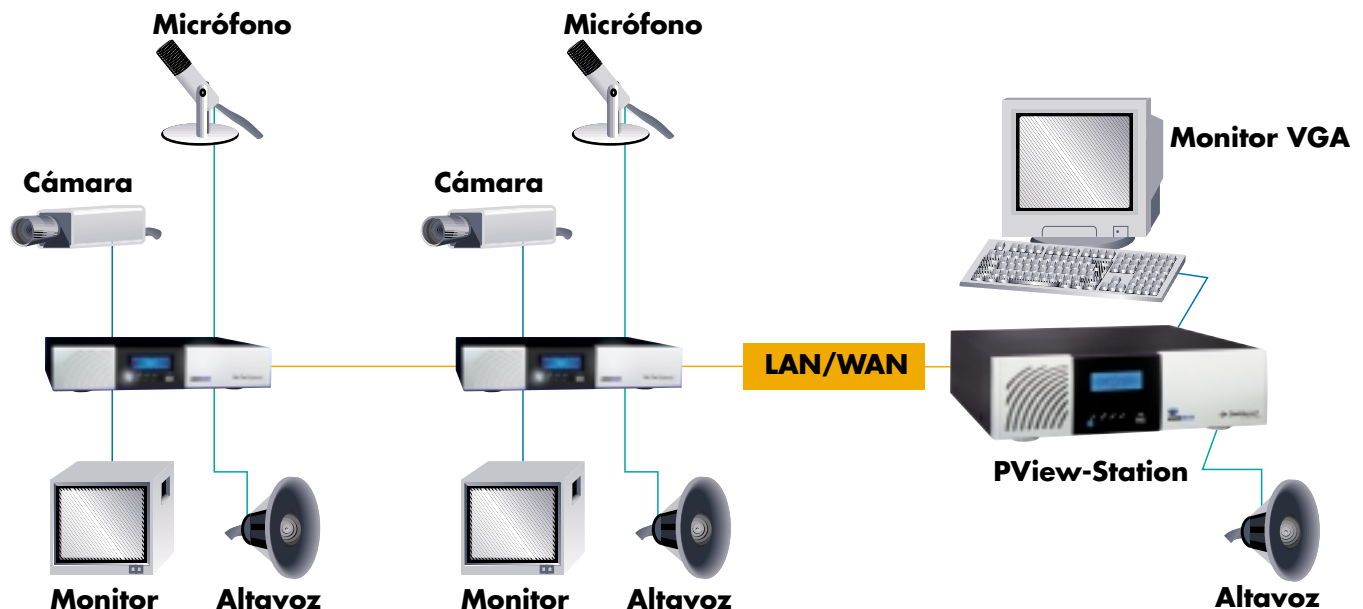 Micrófono
Micrófono
Cámara
Cámara
Monitor VGA
LAN/WAN
PView-Station
Monitor
Altavoz
Monitor
Altavoz
Altavoz